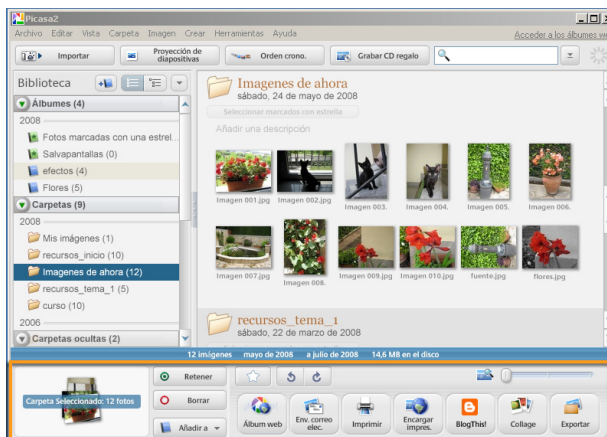 Picasa2
Archivo Editar Vista Carpeta Imagen Crear Herramientas Ayuda
Acceder a los álbumes we
Importar
Proyección de
diapositivas
Orden crono.
Grabar CD regalo
Biblioteca
Álbumes (4)
2008
Fotos marcadas con una estrel...
Salvapantallas (0)
efectos (4)
Flores (5)
Carpetas (9)
2008
Mis imágenes (1)
recursos_inicio (10)
Imagenes de ahora (12)
recursos_tema_1 (5)
curso (10)
2006
Carpetas ocultas (2)
Imagenes de ahora
sábado, 24 de mayo de 2008
Seleccionar marcados con estrella
Añadir una descripción
Imagen 001.jpg Imagen 002.jpg Imagen 003. Imagen 004. Imagen 005. Imagen 006.
Imagen 007.jpg Imagen 008. Imagen 009.jpg Imagen 010.jpg fuente.jpg flores.jpg
recursos_tema_1
sábado, 22 de marzo de 2008
12 imágenes mayo de 2008 a julio de 2008 14,6 MB en el disco
Carpeta Seleccionado: 12 fotos
Retener
Borrar
Añadir a
Álbum web
Env. correo
elec.
Imprimir
Encargar
impres.
BlogThis!
Collage
Exportar